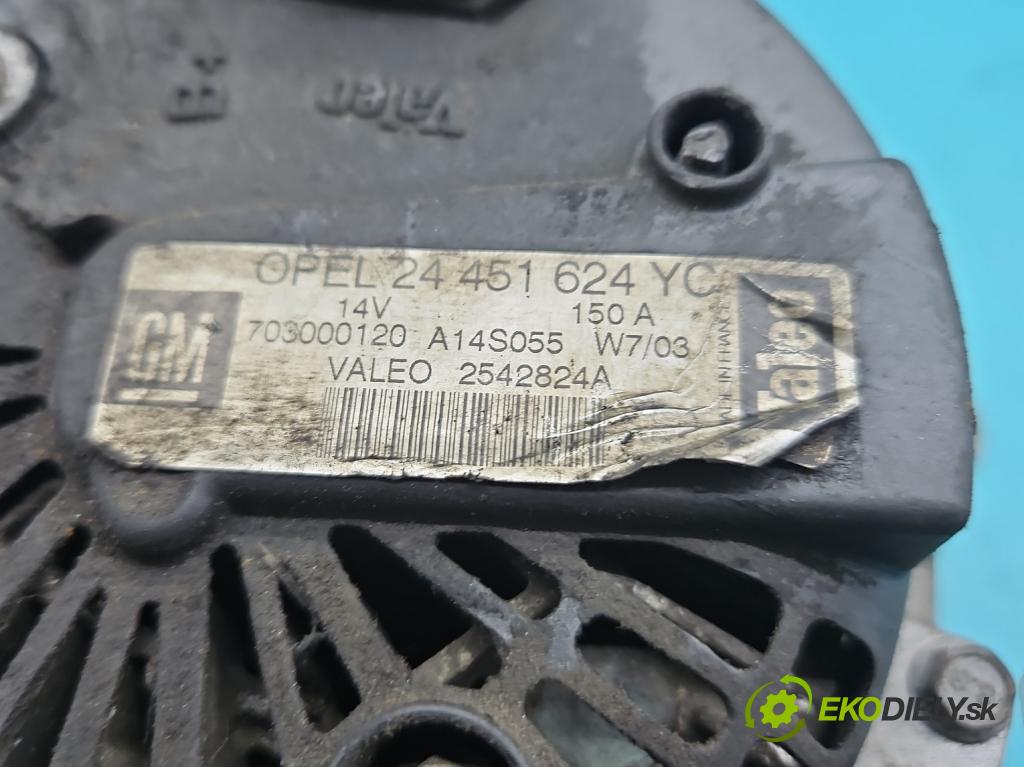 Valeo B+
OPEL 24 451 624 YC
14V 150 A
703000120 A14S055 W7/03
VALEO 2542824A
GM
Valeo
EKODIELY.sk